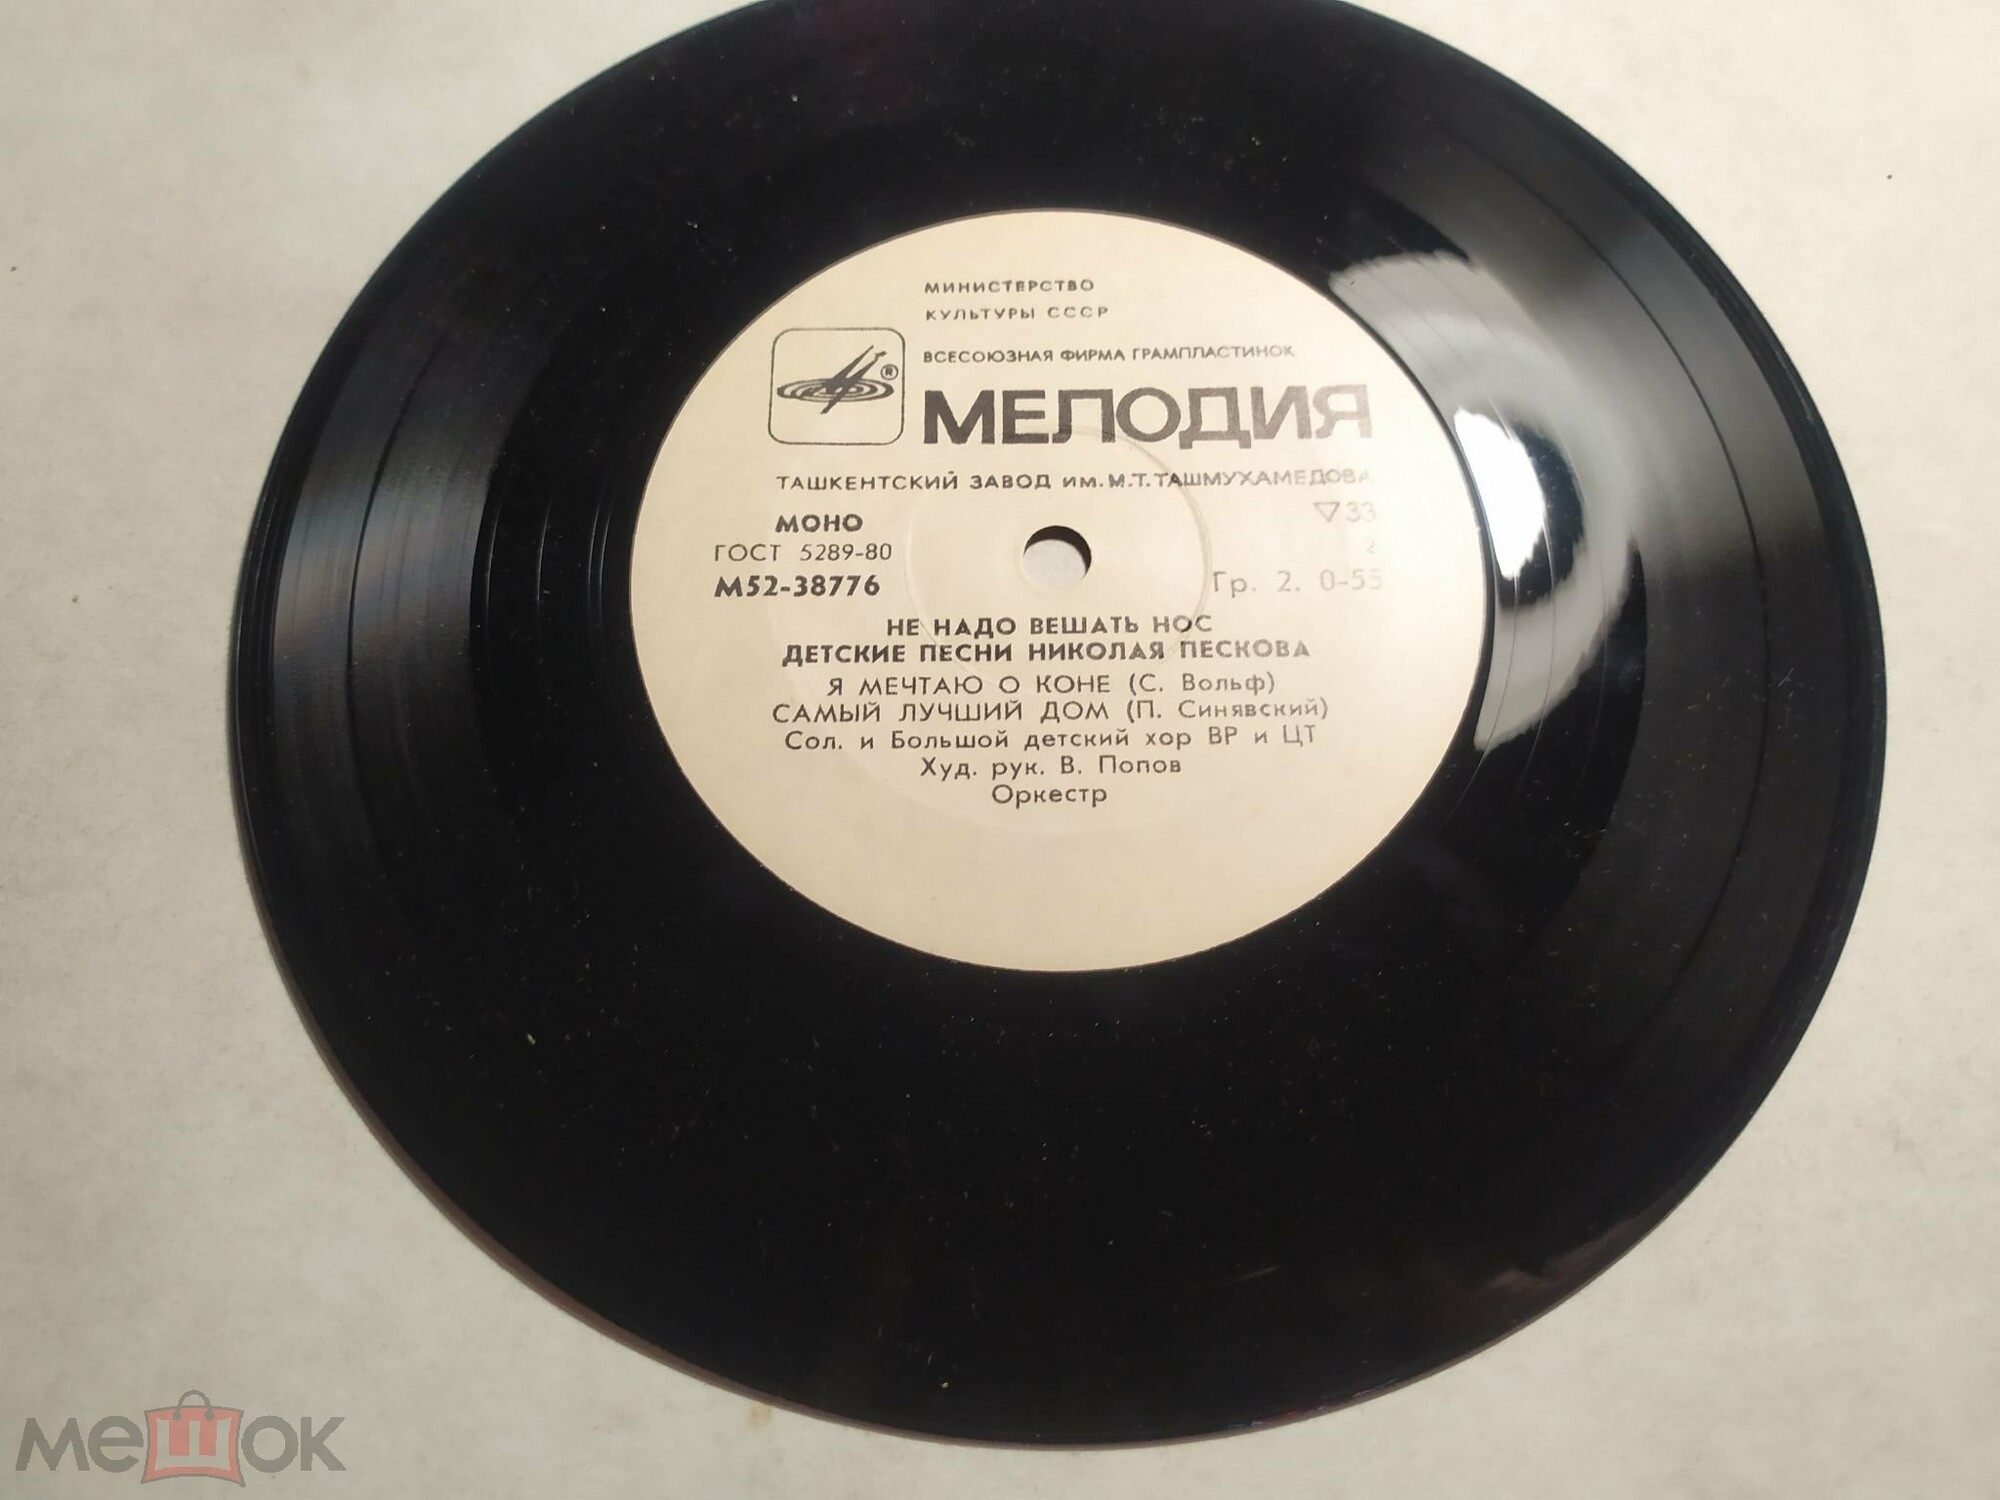 МИНИСТЕРСТВО
КУЛЬТУРЫ СССР
ВСЕСОЮЗНАЯ ФИРМА ГРАМПЛАСТИНОК
®
МЕЛОДИЯ
ТАШКЕНТСКИЙ ЗАВОД им. М.Т.ТАШМУХАМЕДОВА
МОНО
▽33
ГОСТ 5289-80
2
М52-38776
Гр. 2. 0-55
НЕ НАДО ВЕШАТЬ НОС
ДЕТСКИЕ ПЕСНИ НИКОЛАЯ ПЕСКОВА
Я МЕЧТАЮ О КОНЕ (С. Вольф)
САМЫЙ ЛУЧШИЙ ДОМ (П. Синявский)
Сол. и Большой детский хор ВР и ЦТ
Худ. рук. В. Попов
Оркестр
мешок